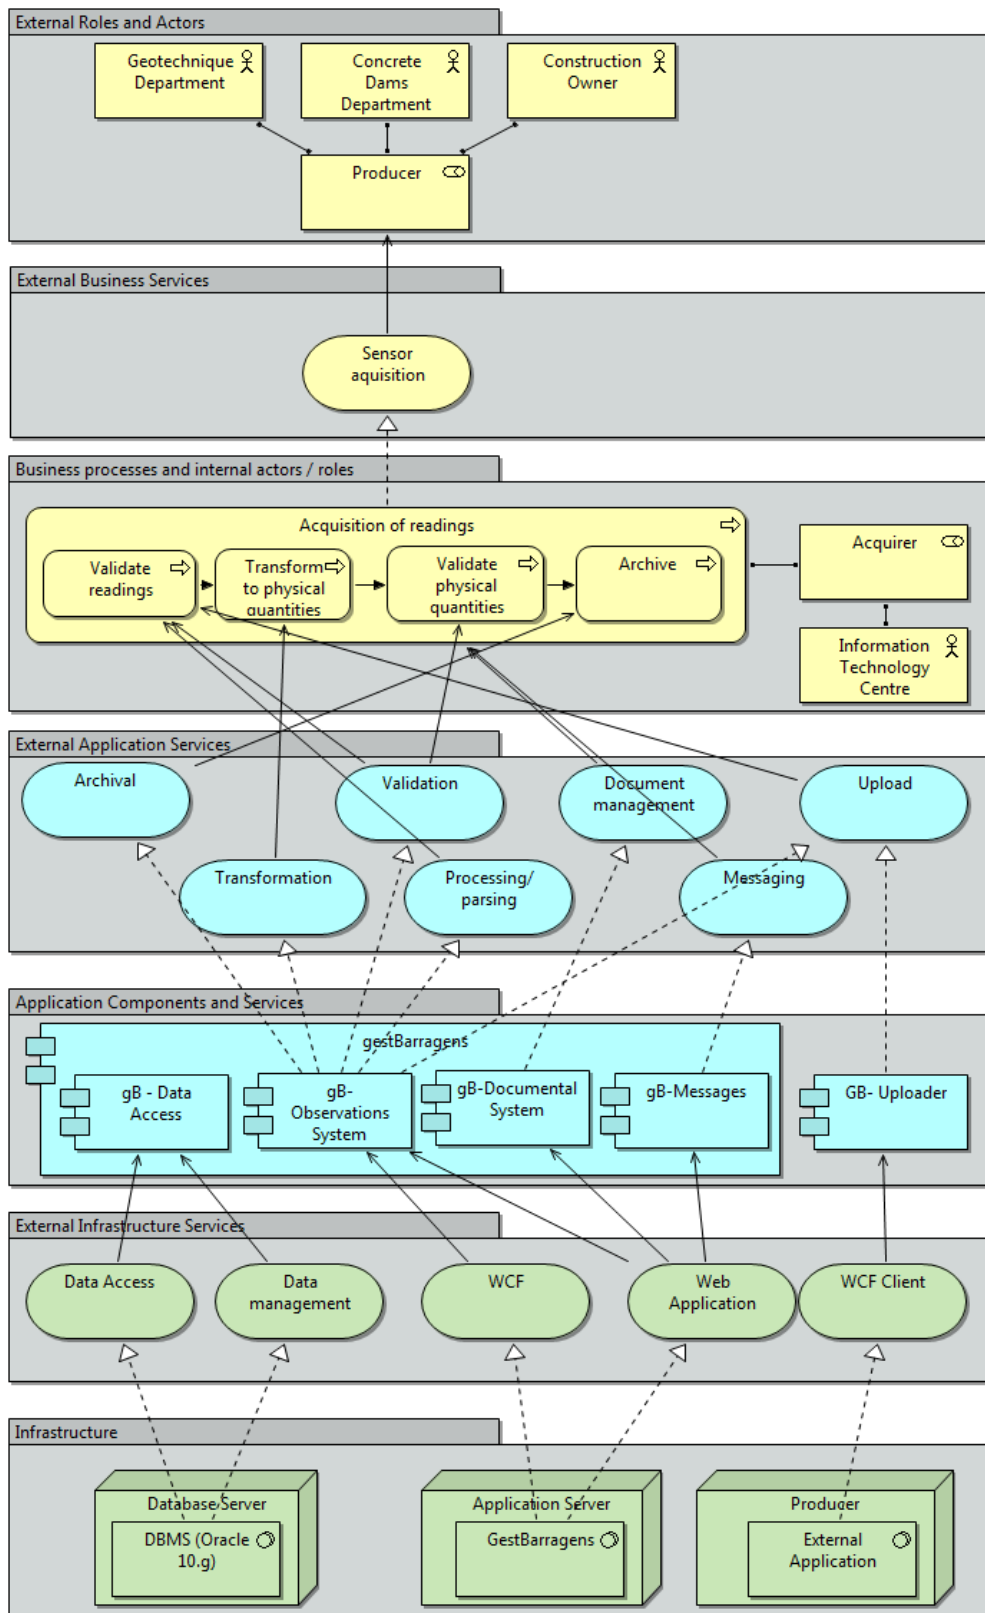 External Roles and Actors
Geotechnique
Department
Concrete
Dams
Department
Construction
Owner
Producer
External Business Services
Sensor
aquisition
Business processes and internal actors / roles
Acquisition of readings
Validate
readings
Transform
to physical
quantities
Validate
physical
quantities
Archive
Acquirer
Information
Technology
Centre
External Application Services
Archival
Validation
Document
management
Upload
Transformation
Processing/
parsing
Messaging
Application Components and Services
gestBarragens
gB - Data
Access
gB-
Observations
System
gB-Documental
System
gB-Messages
GB- Uploader
External Infrastructure Services
Data Access
Data
management
WCF
Web
Application
WCF Client
Infrastructure
Database Server
DBMS (Oracle
10.g)
Application Server
GestBarragens
Producer
External
Application